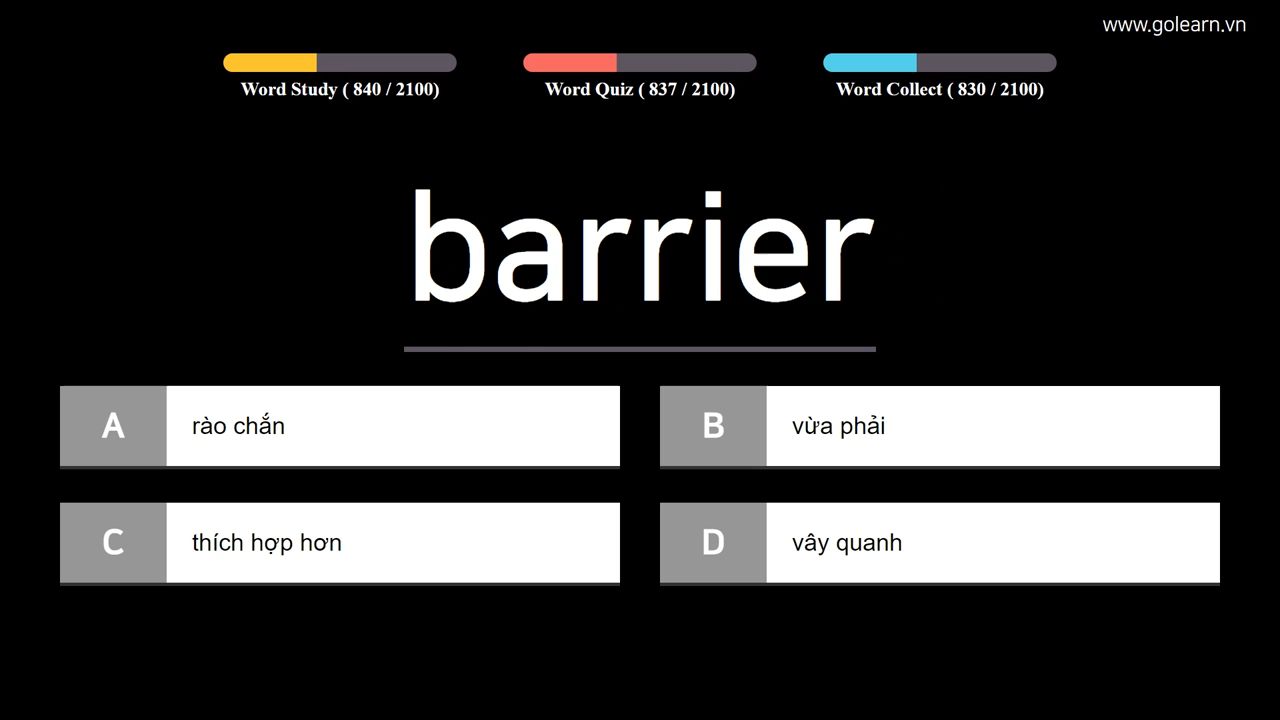 www.golearn.vn
Word Study ( 840 / 2100)
Word Quiz ( 837 / 2100)
Word Collect ( 830 / 2100)
barrier
A rào chắn
B vừa phải
C thích hợp hơn
D vây quanh